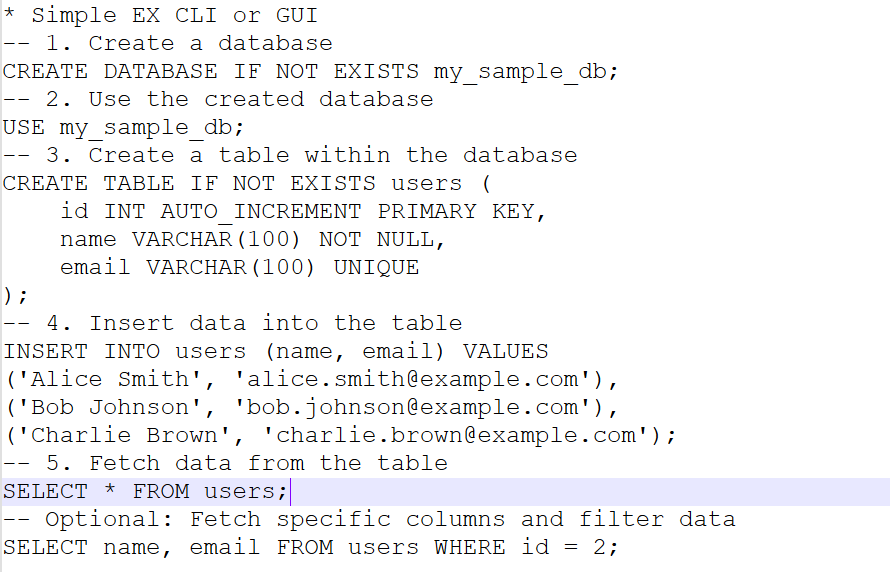 * Simple EX CLI or GUI
-- 1. Create a database
CREATE DATABASE IF NOT EXISTS my_sample_db;
-- 2. Use the created database
USE my_sample_db;
-- 3. Create a table within the database
CREATE TABLE IF NOT EXISTS users (
    id INT AUTO_INCREMENT PRIMARY KEY,
    name VARCHAR(100) NOT NULL,
    email VARCHAR(100) UNIQUE
);
-- 4. Insert data into the table
INSERT INTO users (name, email) VALUES
('Alice Smith', 'alice.smith@example.com'),
('Bob Johnson', 'bob.johnson@example.com'),
('Charlie Brown', 'charlie.brown@example.com');
-- 5. Fetch data from the table
SELECT * FROM users;
-- Optional: Fetch specific columns and filter data
SELECT name, email FROM users WHERE id = 2;